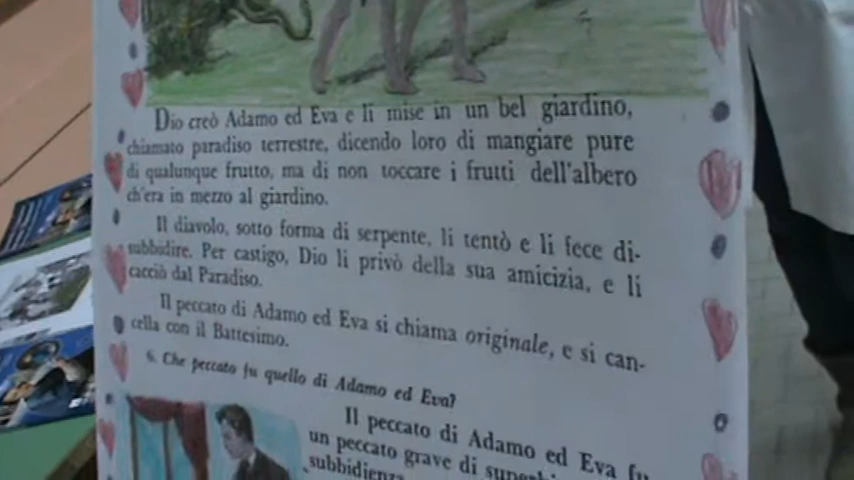 Dio creò Adamo ed Eva e li mise in un bel giardino,
chiamato paradiso terrestre, dicendo loro di mangiare pure
di qualunque frutto, ma di non toccare i frutti dell'albero
ch'era in mezzo al giardino.
Il diavolo, sotto forma di serpente, li tentò e li fece di-
subbidire. Per castigo, Dio li privò della sua amicizia, e li
cacciò dal Paradiso.
Il peccato di Adamo ed Eva si chiama originale, e si can-
cella con il Battesimo.
6. Che peccato fu quello di Adamo ed Eva?
Il peccato di Adamo ed Eva fu
un peccato grave di